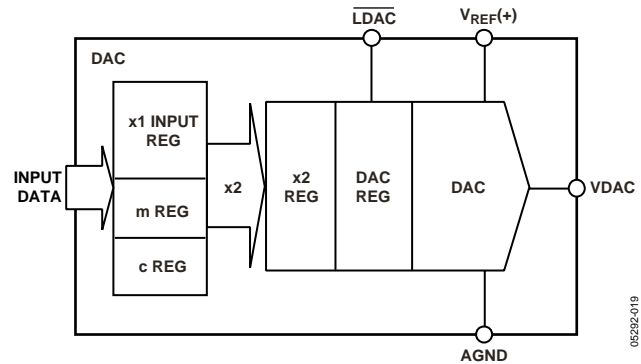 LDAC
VREF(+)
DAC
x1 INPUT
REG
INPUT
DATA
m REG
c REG
x2
x2
REG
DAC
REG
DAC
VDAC
AGND
05292-019